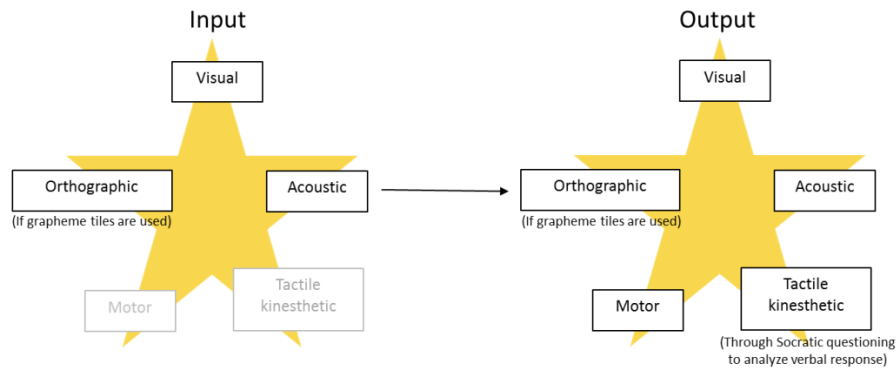 Input
Visual
Orthographic
(If grapheme tiles are used)
Acoustic
Motor
Tactile
kinesthetic
Output
Visual
Orthographic
(If grapheme tiles are used)
Acoustic
Motor
Tactile
kinesthetic
(Through Socratic questioning
to analyze verbal response)